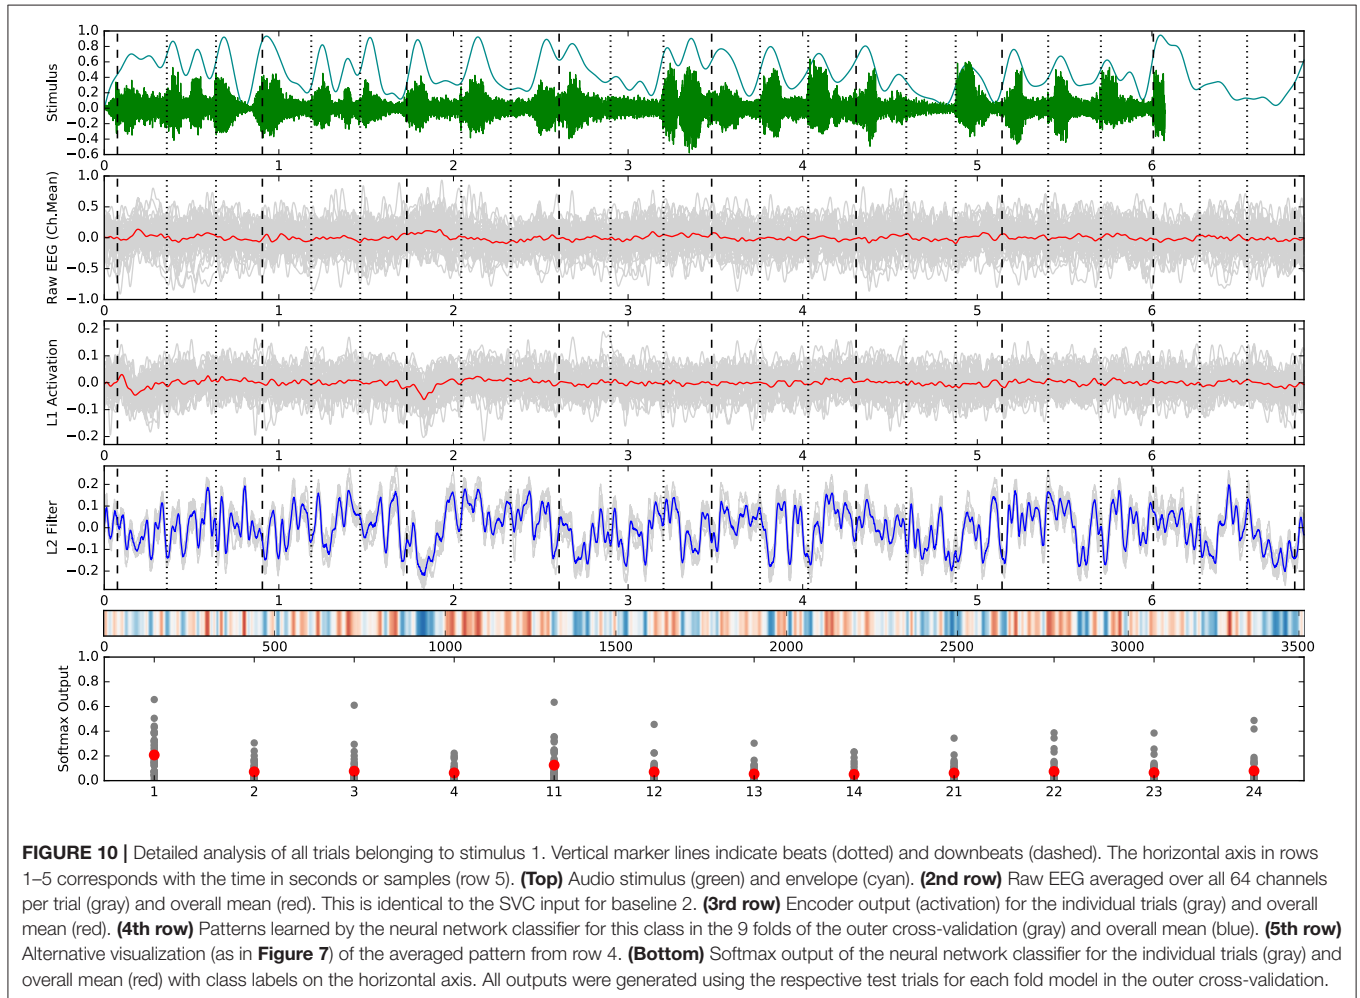 1.0
0.8
0.6
0.4
0.2
0.0
−0.2
−0.4
−0.6
Stimulus
0 1 2 3 4 5 6
1.0
0.5
0.0
−0.5
−1.0
Raw EEG (Ch.Mean)
0 1 2 3 4 5 6
0.2
0.1
0.0
−0.1
−0.2
L1 Activation
0 1 2 3 4 5 6
0.2
0.1
0.0
−0.1
−0.2
L2 Filter
0 1 2 3 4 5 6
0 500 1000 1500 2000 2500 3000 3500
1.0
0.8
0.6
0.4
0.2
0.0
Softmax Output
1 2 3 4 11 12 13 14 21 22 23 24
FIGURE 10 | Detailed analysis of all trials belonging to stimulus 1. Vertical marker lines indicate beats (dotted) and downbeats (dashed). The horizontal axis in rows
1–5 corresponds with the time in seconds or samples (row 5). (Top) Audio stimulus (green) and envelope (cyan). (2nd row) Raw EEG averaged over all 64 channels
per trial (gray) and overall mean (red). This is identical to the SVC input for baseline 2. (3rd row) Encoder output (activation) for the individual trials (gray) and overall
mean (red). (4th row) Patterns learned by the neural network classifier for this class in the 9 folds of the outer cross-validation (gray) and overall mean (blue). (5th row)
Alternative visualization (as in Figure 7) of the averaged pattern from row 4. (Bottom) Softmax output of the neural network classifier for the individual trials (gray) and
overall mean (red) with class labels on the horizontal axis. All outputs were generated using the respective test trials for each fold model in the outer cross-validation.